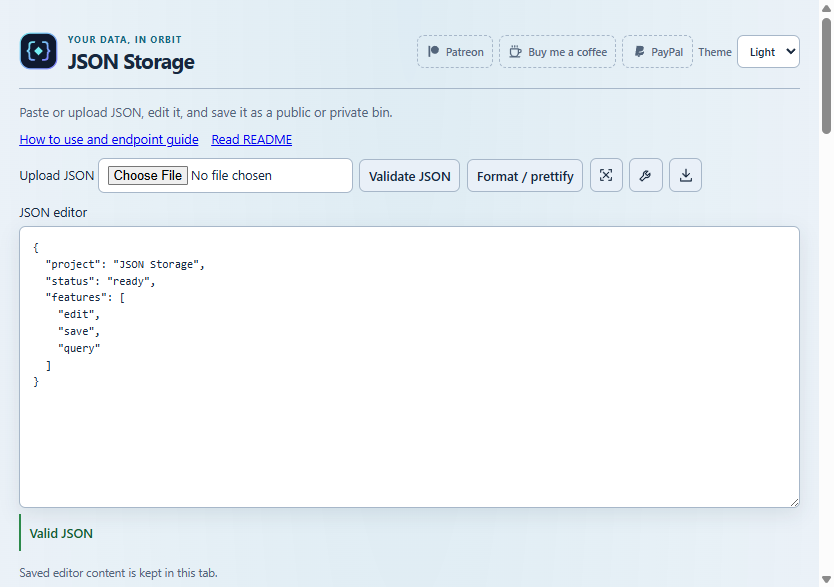 YOUR DATA, IN ORBIT
JSON Storage
Patreon
Buy me a coffee
PayPal
Theme
Light
Paste or upload JSON, edit it, and save it as a public or private bin.
How to use and endpoint guide Read README
Upload JSON Choose File No file chosen Validate JSON Format / prettify
JSON editor
{
  "project": "JSON Storage",
  "status": "ready",
  "features": [
    "edit",
    "save",
    "query"
  ]
}
Valid JSON
Saved editor content is kept in this tab.